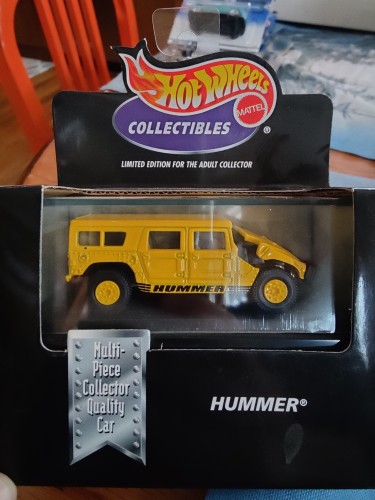 Hot Wheels
MATTEL
COLLECTIBLES ®
LIMITED EDITION FOR THE ADULT COLLECTOR
HUMMER
Multi-
Piece
Collector
Quality
Car
HUMMER®